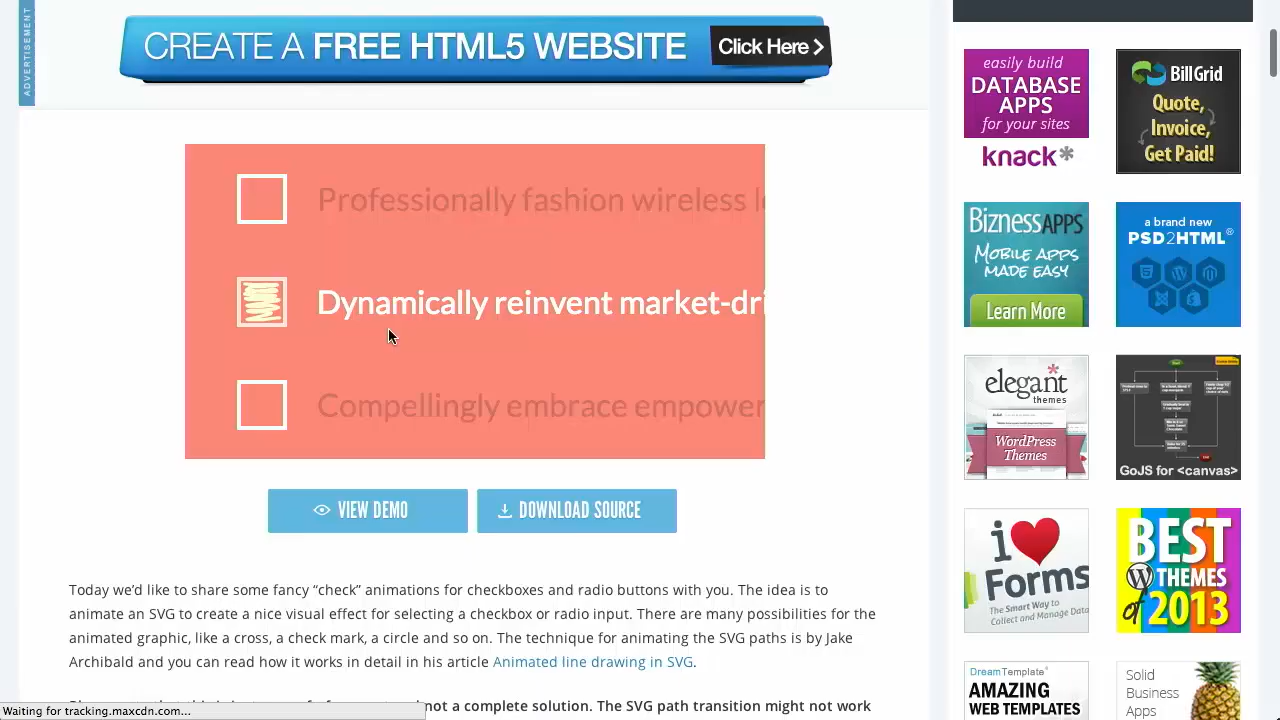 ADVERTISEMENT
CREATE A FREE HTML5 WEBSITE
Click Here
Professionally fashion wireless l
Dynamically reinvent market-dri
Compellingly embrace empower
VIEW DEMO
DOWNLOAD SOURCE
Today we’d like to share some fancy “check” animations for checkboxes and radio buttons with you. The idea is to
animate an SVG to create a nice visual effect for selecting a checkbox or radio input. There are many possibilities for the
animated graphic, like a cross, a check mark, a circle and so on. The technique for animating the SVG paths is by Jake
Archibald and you can read how it works in detail in his article Animated line drawing in SVG.
not a complete solution. The SVG path transition might not work
Waiting for tracking.maxcdn.com...
easily build
DATABASE
APPS
for your sites
knack*
BillGrid
Quote,
Invoice,
Get Paid!
BiznessApps
Mobile apps
made easy
Learn More
a brand new
PSD2HTML®
elegant
themes
WordPress
Themes
GoJS for <canvas>
i
Forms
The Smart Way to
Collect and Manage Data
BEST
THEMES
of 2013
DreamTemplate
AMAZING
WEB TEMPLATES
Solid
Business
Apps